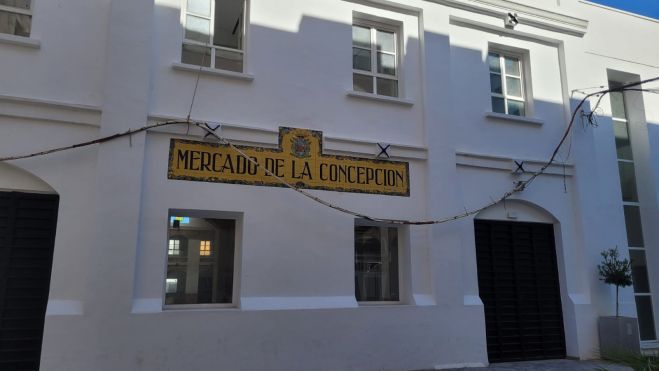 MERCADO DE LA CONCEPCION